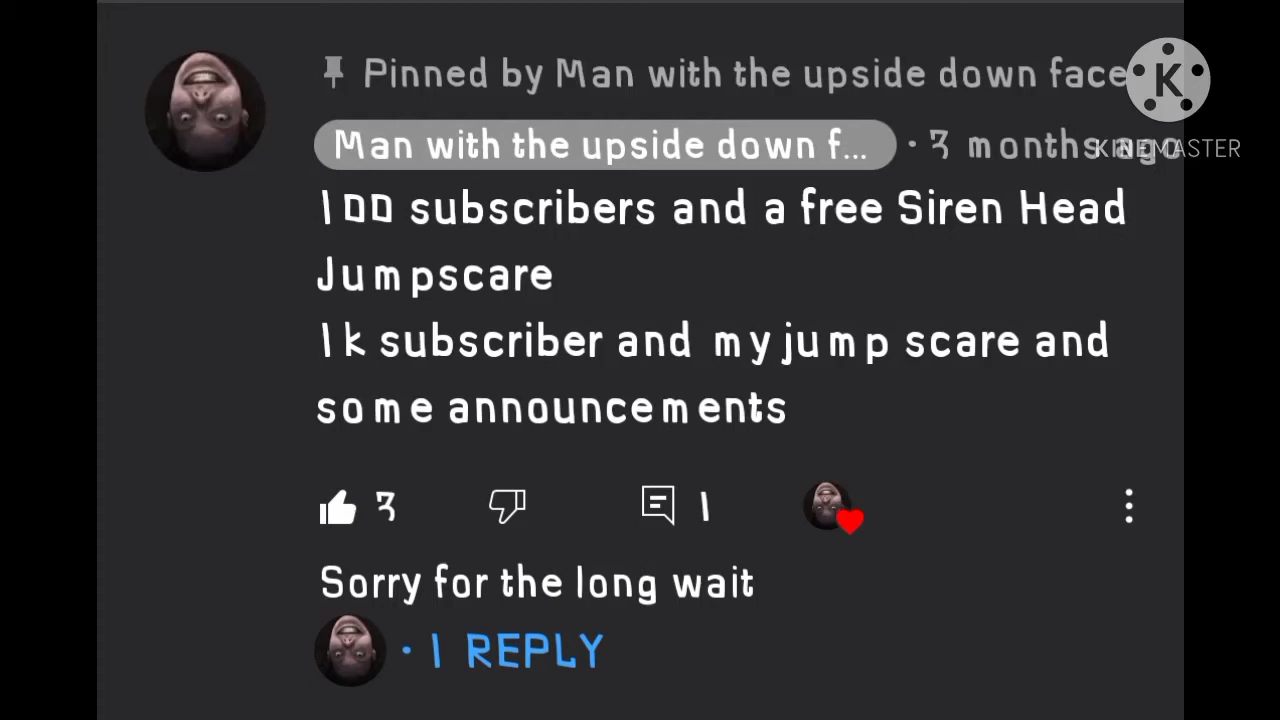 Pinned by Man with the upside down face
Man with the upside down f... · 3 months ago
KINEMASTER
100 subscribers and a free Siren Head
Jumpscare
1k subscriber and my jump scare and
some announcements
3 1
Sorry for the long wait
· 1 REPLY